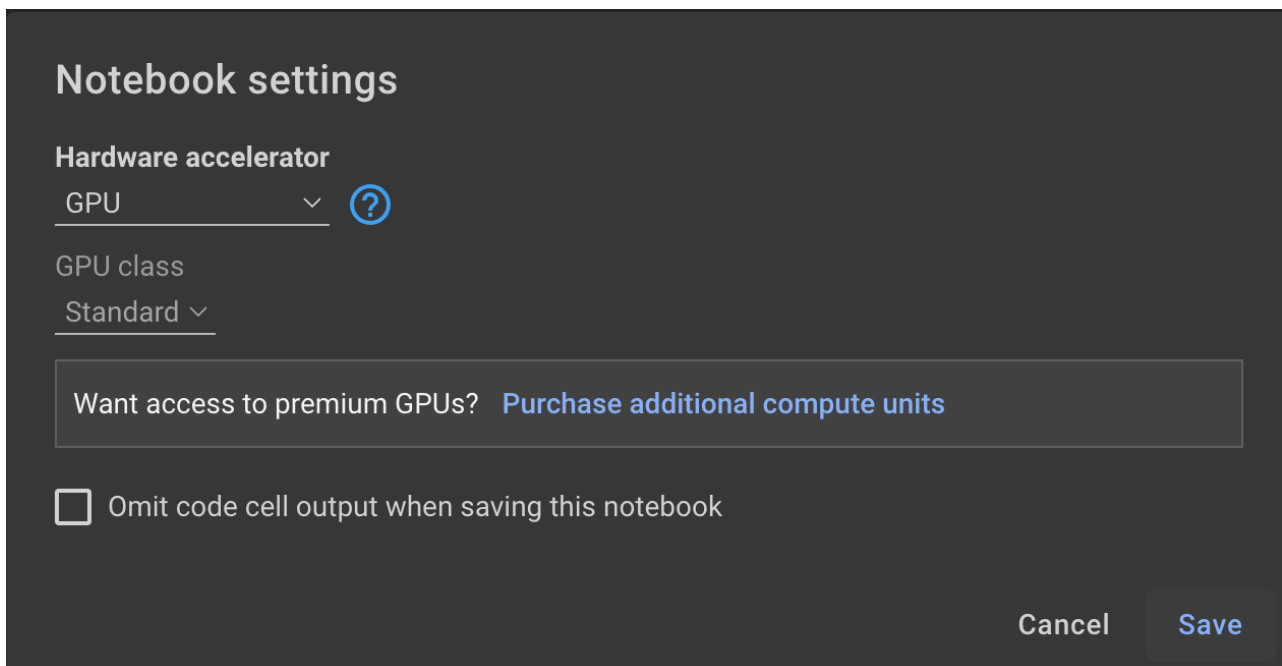 Notebook settings
Hardware accelerator
GPU
GPU class
Standard
Want access to premium GPUs? Purchase additional compute units
Omit code cell output when saving this notebook
Cancel Save